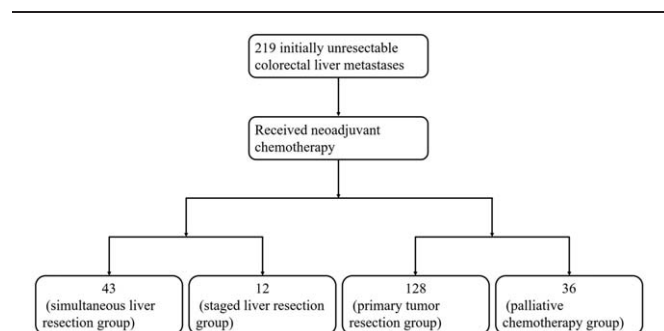 219 initially unresectable
colorectal liver metastases
Received neoadjuvant
chemotherapy
43
(simultaneous liver
resection group)
12
(staged liver resection
group)
128
(primary tumor
resection group)
36
(palliative
chemotherapy group)